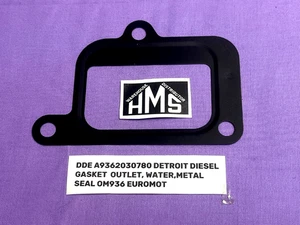 HMS
DDE A9362030780 DETROIT DIESEL
GASKET OUTLET, WATER,METAL
SEAL OM936 EUROMOT